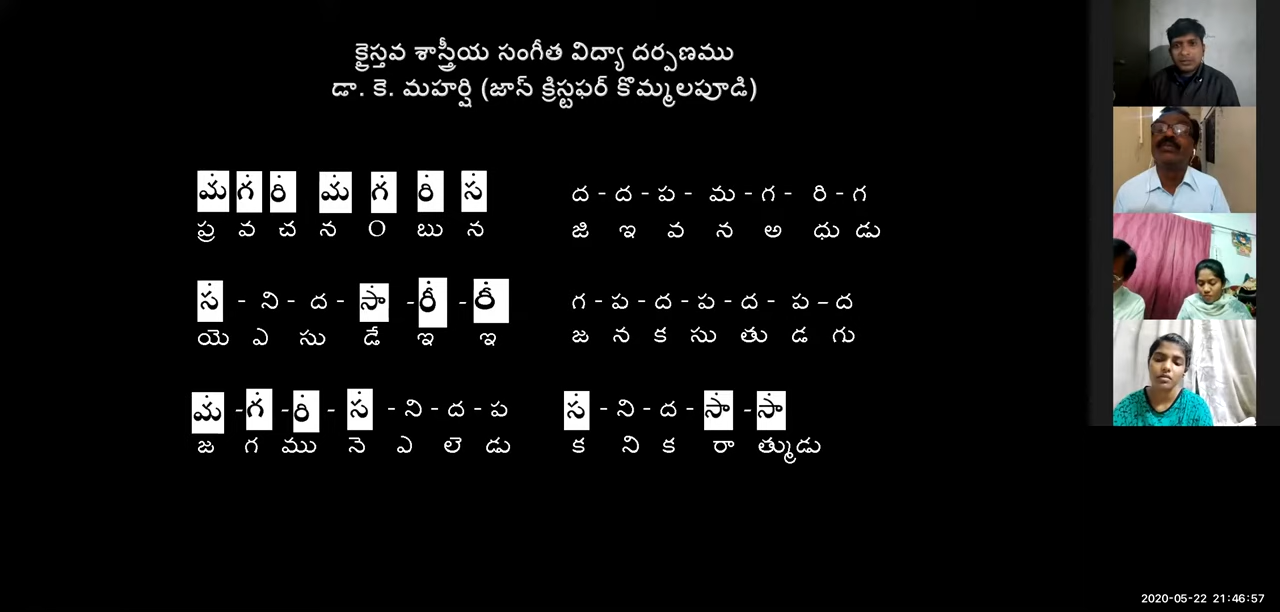 క్రైస్తవ శాస్త్రీయ సంగీత విద్యా దర్పణము
డా. కె. మహర్షి (జాస్ క్రిస్టఫర్ కొమ్మలపూడి)
మ గ రి మ గ రి స ద - ద - ప - మ - గ - రి - గ
ప్ర వ చ న ం బు న జి ఇ వ న అ ధు డు
స - ని - ద - సా - రీ - రీ గ - ప - ద - ప - ద - ప – ద
యె ఎ సు డే ఇ ఇ జ న క సు తు డ గు
మ - గ - రి - స - ని - ద - ప స - ని - ద - సా - సా
జ గ ము నె ఎ లె డు క ని క రా త్ముడు
2020-05-22 21:46:57